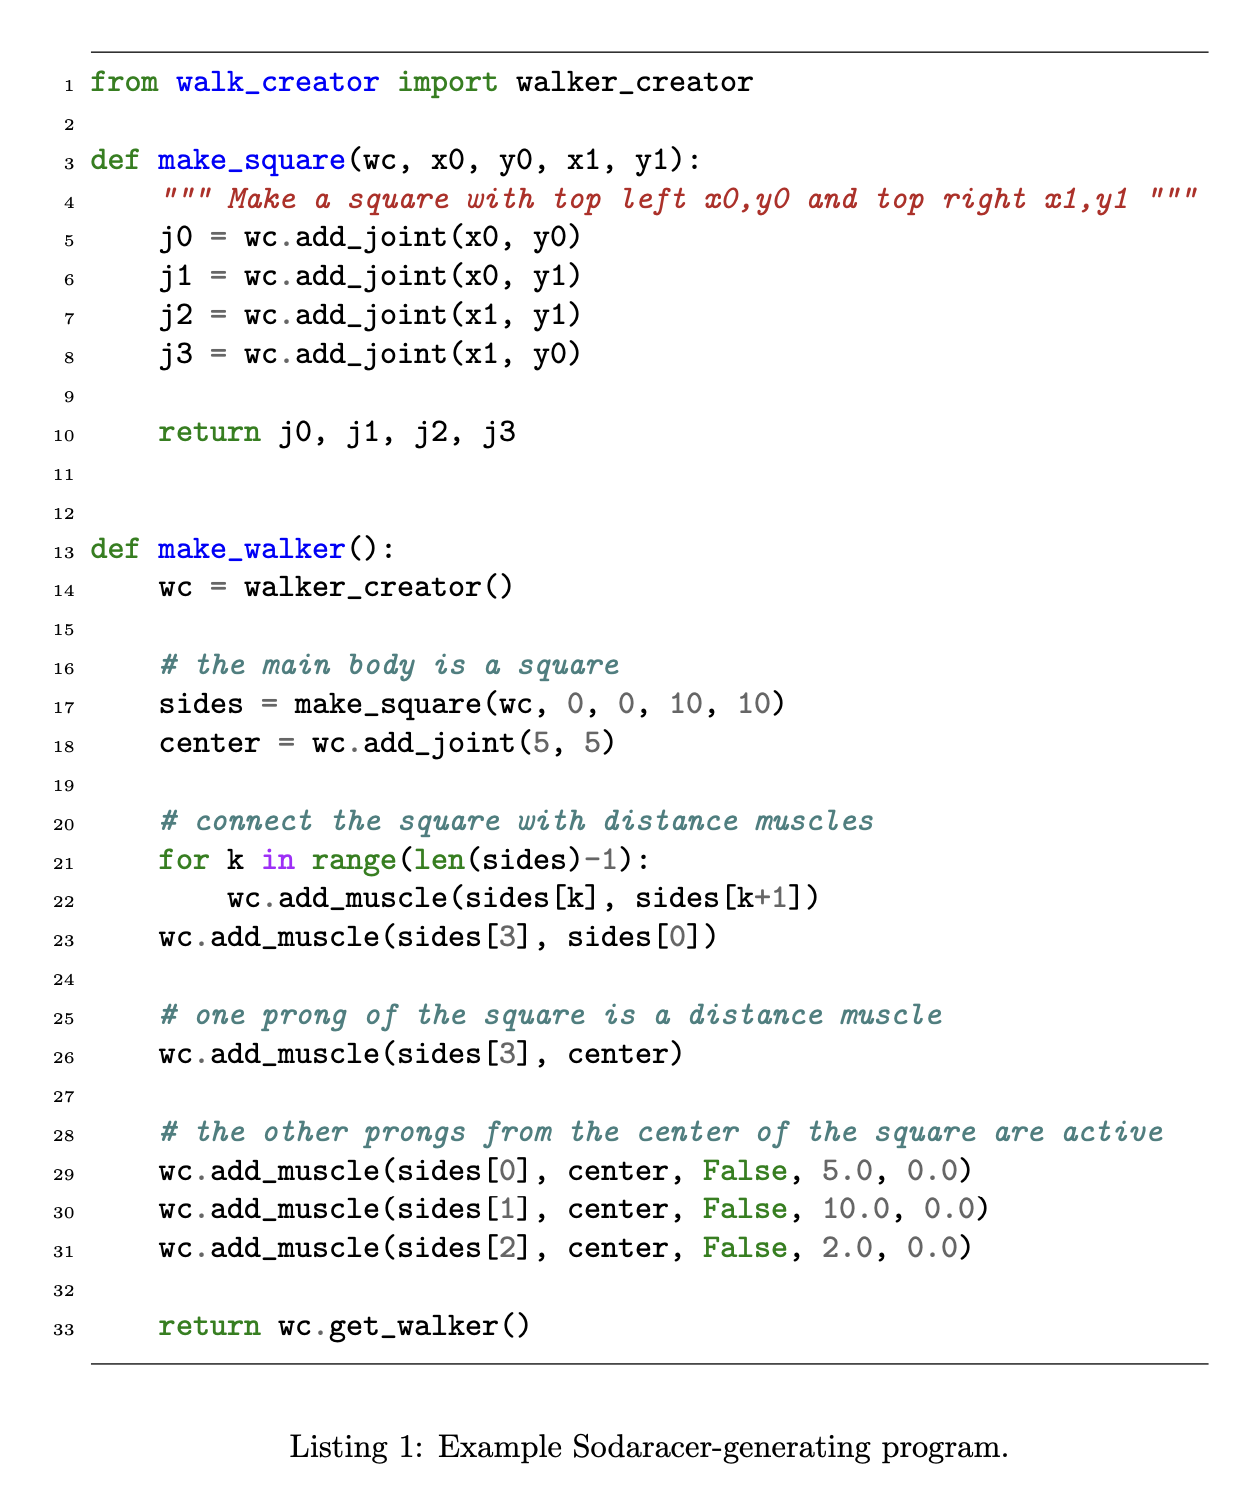 1 from walk_creator import walker_creator
2
3 def make_square(wc, x0, y0, x1, y1):
4     """ Make a square with top left x0,y0 and top right x1,y1 """
5     j0 = wc.add_joint(x0, y0)
6     j1 = wc.add_joint(x0, y1)
7     j2 = wc.add_joint(x1, y1)
8     j3 = wc.add_joint(x1, y0)
9
10     return j0, j1, j2, j3
11
12
13 def make_walker():
14     wc = walker_creator()
15
16     # the main body is a square
17     sides = make_square(wc, 0, 0, 10, 10)
18     center = wc.add_joint(5, 5)
19
20     # connect the square with distance muscles
21     for k in range(len(sides)-1):
22         wc.add_muscle(sides[k], sides[k+1])
23     wc.add_muscle(sides[3], sides[0])
24
25     # one prong of the square is a distance muscle
26     wc.add_muscle(sides[3], center)
27
28     # the other prongs from the center of the square are active
29     wc.add_muscle(sides[0], center, False, 5.0, 0.0)
30     wc.add_muscle(sides[1], center, False, 10.0, 0.0)
31     wc.add_muscle(sides[2], center, False, 2.0, 0.0)
32
33     return wc.get_walker()
Listing 1: Example Sodaracer-generating program.